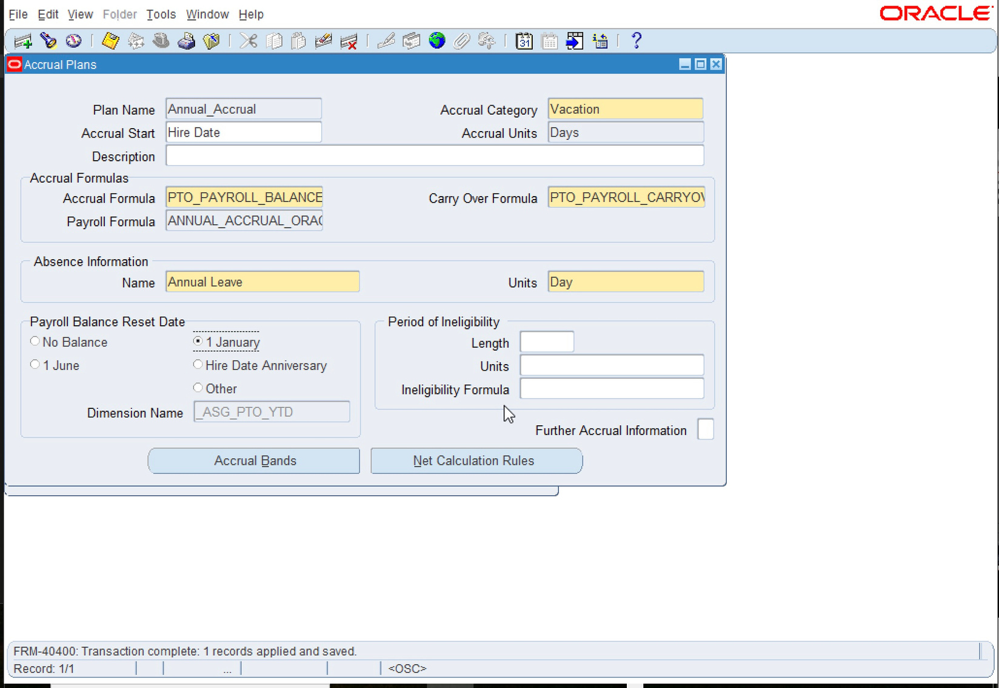 File Edit View Folder Tools Window Help
ORACLE
31
?
Accrual Plans
Plan Name Annual_Accrual Accrual Category Vacation
Accrual Start Hire Date Accrual Units Days
Description
Accrual Formulas
Accrual Formula PTO_PAYROLL_BALANCE Carry Over Formula PTO_PAYROLL_CARRYOV
Payroll Formula ANNUAL_ACCRUAL_ORAC
Absence Information
Name Annual Leave Units Day
Payroll Balance Reset Date Period of Ineligibility
No Balance 1 January Length
1 June Hire Date Anniversary Units
Other Ineligibility Formula
Dimension Name _ASG_PTO_YTD
Further Accrual Information
Accrual Bands Net Calculation Rules
FRM-40400: Transaction complete: 1 records applied and saved.
Record: 1/1 ... <OSC>